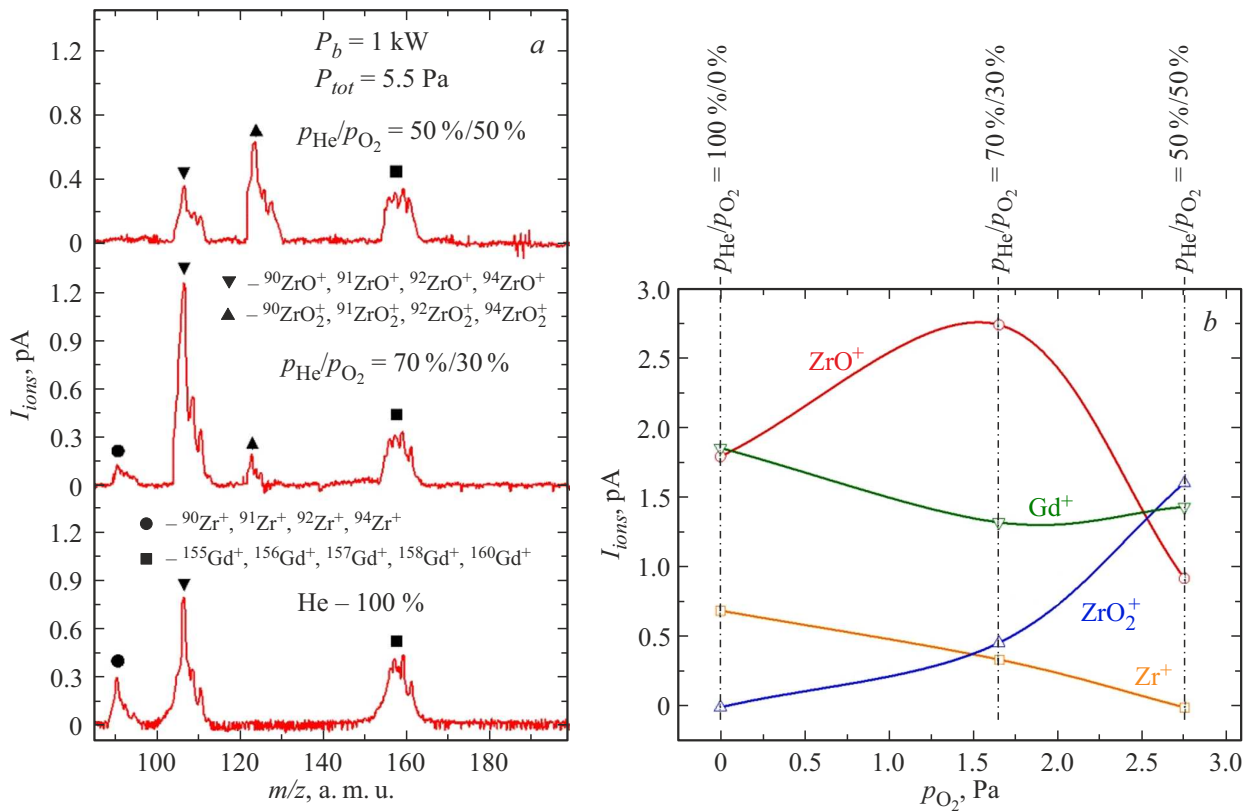 a
P_b = 1 kW
P_tot = 5.5 Pa
p_He/p_O₂ = 50 %/50 %
1.2
0.8
0.4
0
▼ – ⁹⁰ZrO⁺, ⁹¹ZrO⁺, ⁹²ZrO⁺, ⁹⁴ZrO⁺
▲ – ⁹⁰ZrO₂⁺, ⁹¹ZrO₂⁺, ⁹²ZrO₂⁺, ⁹⁴ZrO₂⁺
p_He/p_O₂ = 70 %/30 %
1.2
0.9
0.6
0.3
0
● – ⁹⁰Zr⁺, ⁹¹Zr⁺, ⁹²Zr⁺, ⁹⁴Zr⁺
■ – ¹⁵⁵Gd⁺, ¹⁵⁶Gd⁺, ¹⁵⁷Gd⁺, ¹⁵⁸Gd⁺, ¹⁶⁰Gd⁺
He – 100 %
1.2
0.9
0.6
0.3
0
I_ions, pA
100 120 140 160 180
m/z, a. m. u.
p_He/p_O₂ = 100 %/0 %
p_He/p_O₂ = 70 %/30 %
p_He/p_O₂ = 50 %/50 %
b
3.0
2.5
2.0
1.5
1.0
0.5
0
I_ions, pA
ZrO⁺
Gd⁺
ZrO₂⁺
Zr⁺
0 0.5 1.0 1.5 2.0 2.5 3.0
p_O₂, Pa